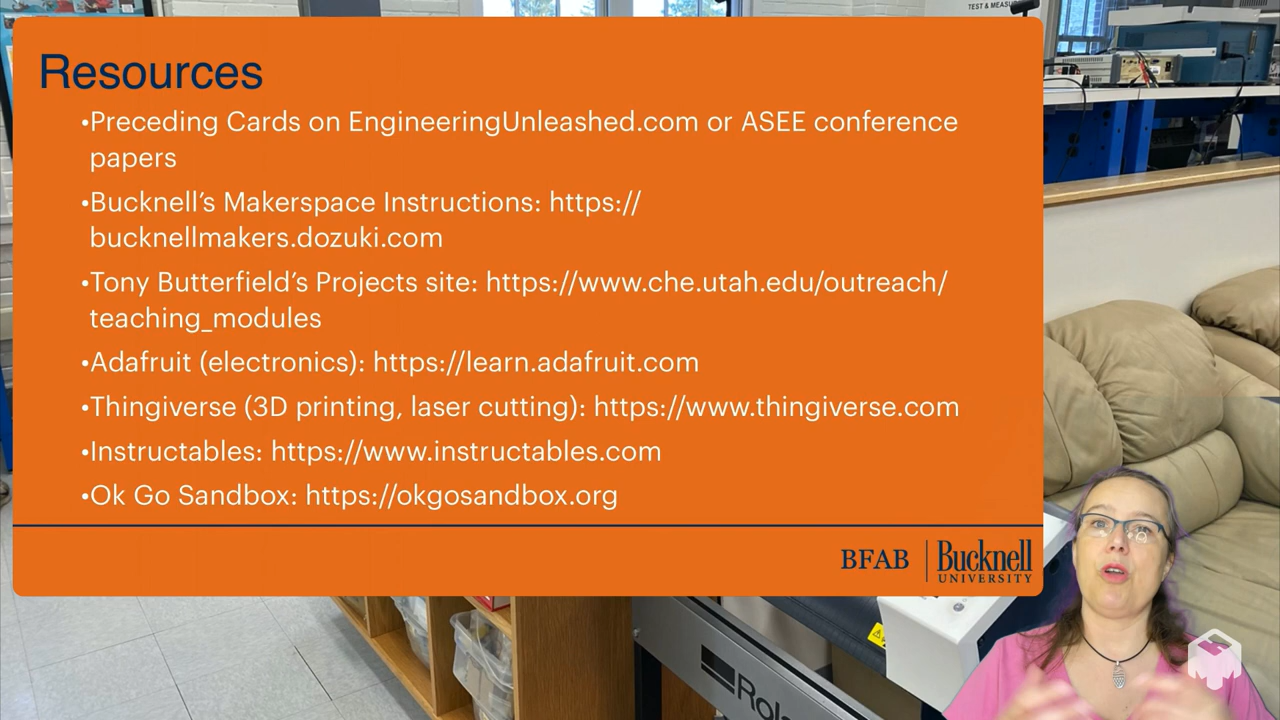 TEST & MEASU
Resources
•Preceding Cards on EngineeringUnleashed.com or ASEE conference
papers
•Bucknell’s Makerspace Instructions: https://
bucknellmakers.dozuki.com
•Tony Butterfield’s Projects site: https://www.che.utah.edu/outreach/
teaching_modules
•Adafruit (electronics): https://learn.adafruit.com
•Thingiverse (3D printing, laser cutting): https://www.thingiverse.com
•Instructables: https://www.instructables.com
•Ok Go Sandbox: https://okgosandbox.org
BFAB | Bucknell
UNIVERSITY
Rola